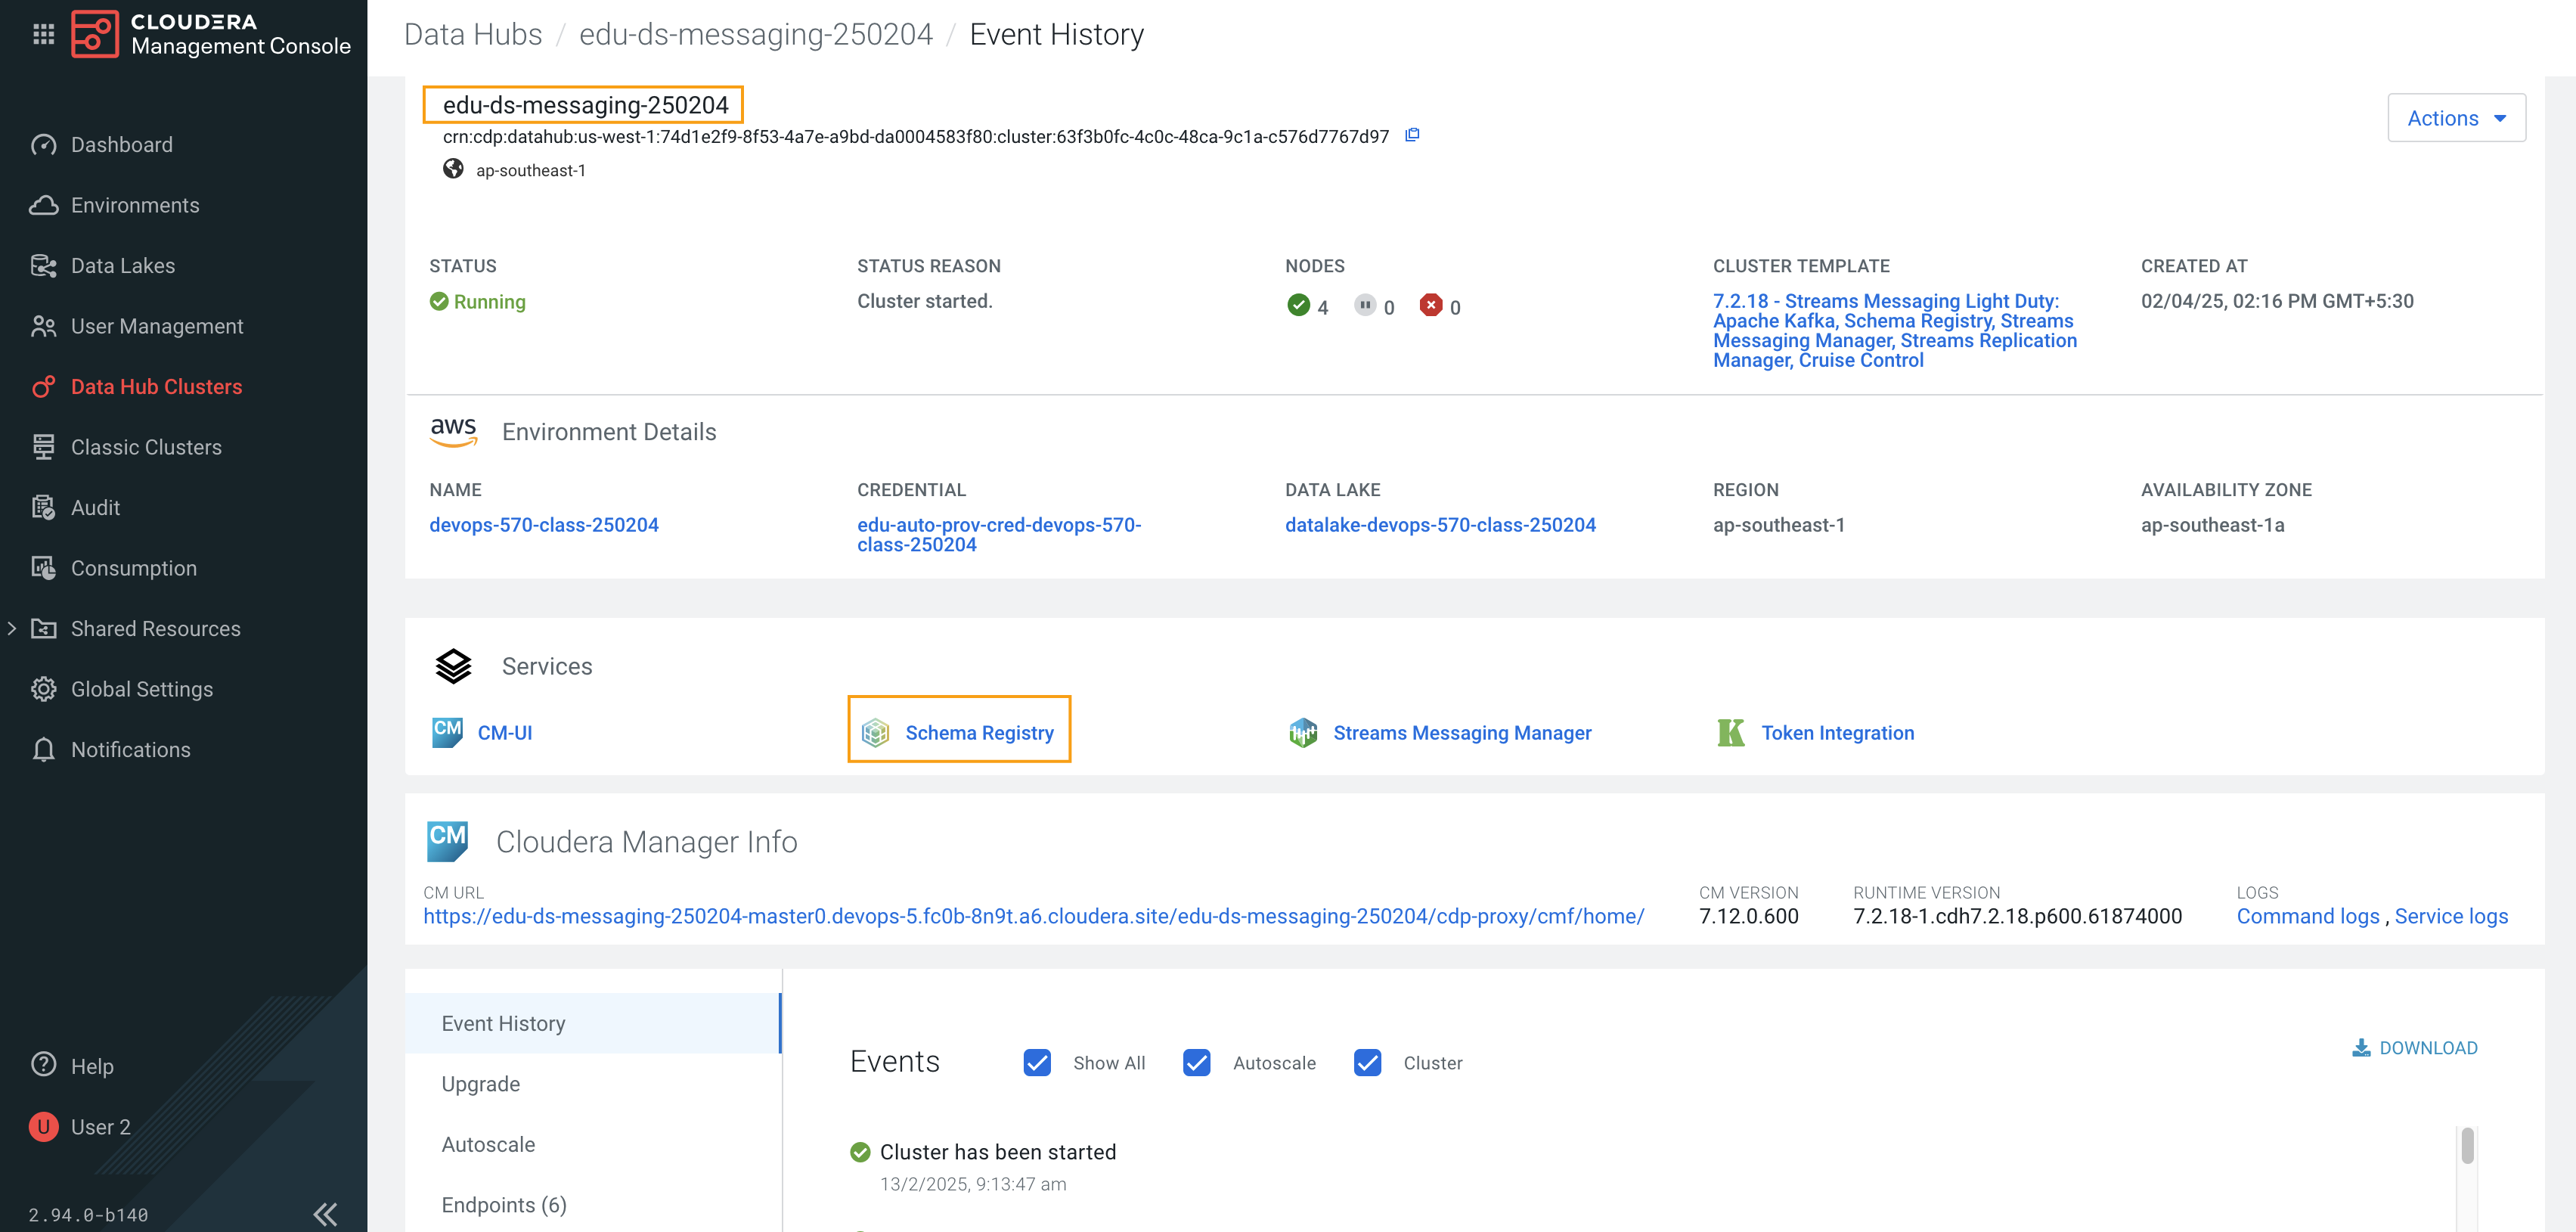 CLOUDERA
Management Console
Dashboard
Environments
Data Lakes
User Management
Data Hub Clusters
Classic Clusters
Audit
Consumption
Shared Resources
Global Settings
Notifications
Help
U User 2
2.94.0-b140
Data Hubs / edu-ds-messaging-250204 / Event History
edu-ds-messaging-250204
crn:cdp:datahub:us-west-1:74d1e2f9-8f53-4a7e-a9bd-da0004583f80:cluster:63f3b0fc-4c0c-48ca-9c1a-c576d7767d97
ap-southeast-1
Actions
STATUS
Running
STATUS REASON
Cluster started.
NODES
4 0 0
CLUSTER TEMPLATE
7.2.18 - Streams Messaging Light Duty:
Apache Kafka, Schema Registry, Streams
Messaging Manager, Streams Replication
Manager, Cruise Control
CREATED AT
02/04/25, 02:16 PM GMT+5:30
aws Environment Details
NAME
devops-570-class-250204
CREDENTIAL
edu-auto-prov-cred-devops-570-
class-250204
DATA LAKE
datalake-devops-570-class-250204
REGION
ap-southeast-1
AVAILABILITY ZONE
ap-southeast-1a
Services
CM CM-UI
Schema Registry
Streams Messaging Manager
K Token Integration
CM Cloudera Manager Info
CM URL
https://edu-ds-messaging-250204-master0.devops-5.fc0b-8n9t.a6.cloudera.site/edu-ds-messaging-250204/cdp-proxy/cmf/home/
CM VERSION
7.12.0.600
RUNTIME VERSION
7.2.18-1.cdh7.2.18.p600.61874000
LOGS
Command logs , Service logs
Event History
Upgrade
Autoscale
Endpoints (6)
Events
Show All
Autoscale
Cluster
DOWNLOAD
Cluster has been started
13/2/2025, 9:13:47 am